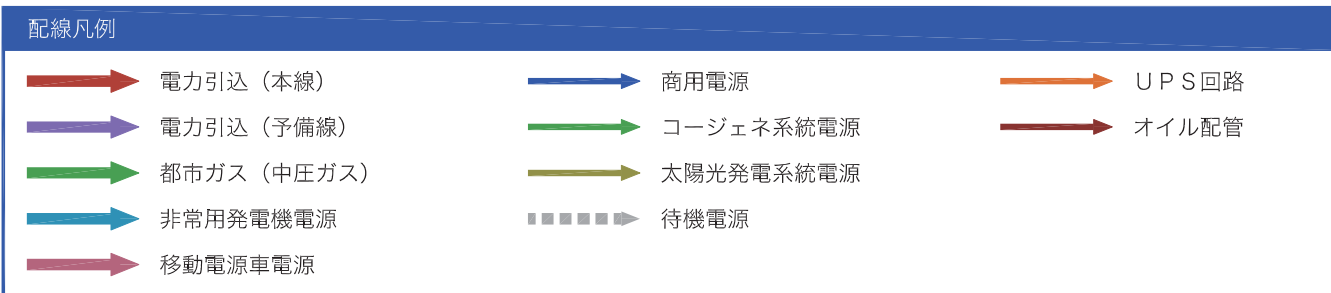 配線凡例
電力引込（本線）
電力引込（予備線）
都市ガス（中圧ガス）
非常用発電機電源
移動電源車電源
商用電源
コージェネ系統電源
太陽光発電系統電源
待機電源
ＵＰＳ回路
オイル配管